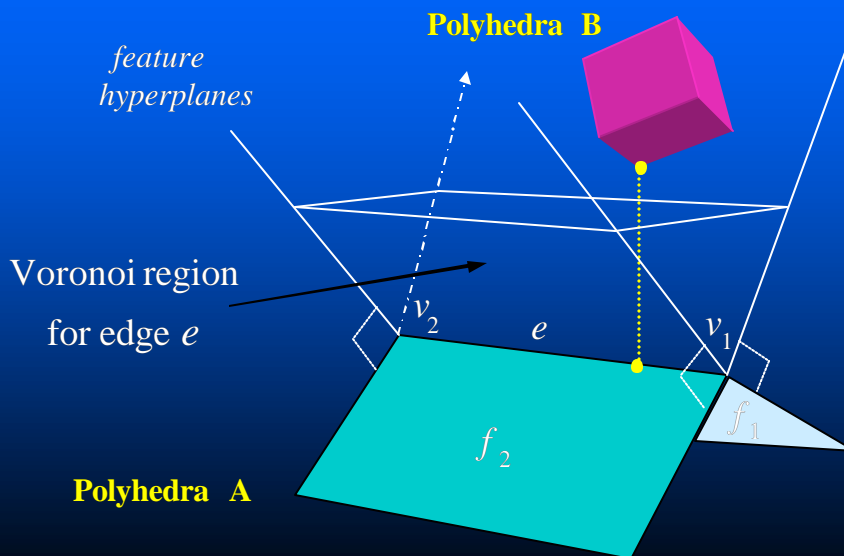 Polyhedra B
feature
hyperplanes
Voronoi region
for edge e
v₂
e
v₁
f₁
f₂
Polyhedra A